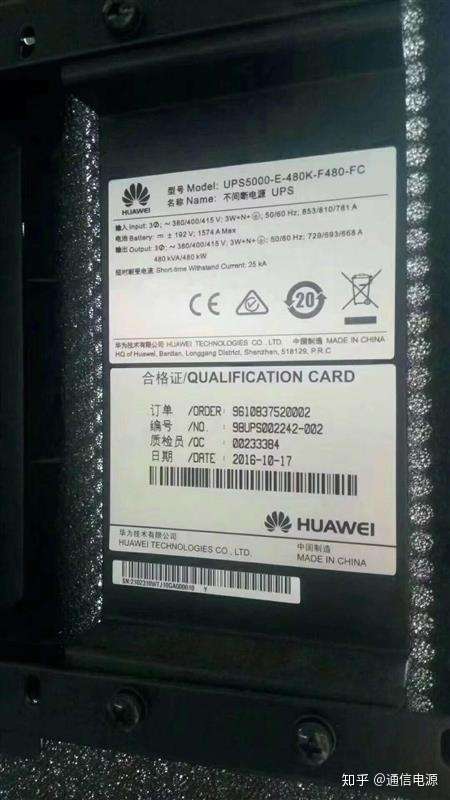 HUAWEI
型号 Model: UPS5000-E-480K-F480-FC
名称 Name: 不间断电源 UPS
输入 Input: 3Ø; ~ 380/400/415 V; 3W+N+⏚; 50/60 Hz; 853/810/781 A
电池 Battery: ⎓ ± 192 V; 1574 A Max
输出 Output: 3Ø; ~ 380/400/415 V; 3W+N+⏚; 50/60 Hz; 729/693/668 A
480 kVA/480 kW
短时耐受电流 Short-time Withstand Current: 25 kA
CE
20
华为技术有限公司 HUAWEI TECHNOLOGIES CO., LTD. 中国制造 MADE IN CHINA
HQ of Huawei, Bantian, Longgang District, Shenzhen, 518129, P.R.C
合格证/QUALIFICATION CARD
订单 /ORDER: 9610837520002
编号 /NO. : 98UPS002242-002
质检员/QC : 00233384
日期 /DATE : 2016-10-17
HUAWEI
华为技术有限公司 中国制造
HUAWEI TECHNOLOGIES CO., LTD. MADE IN CHINA
Y
知乎 @通信电源